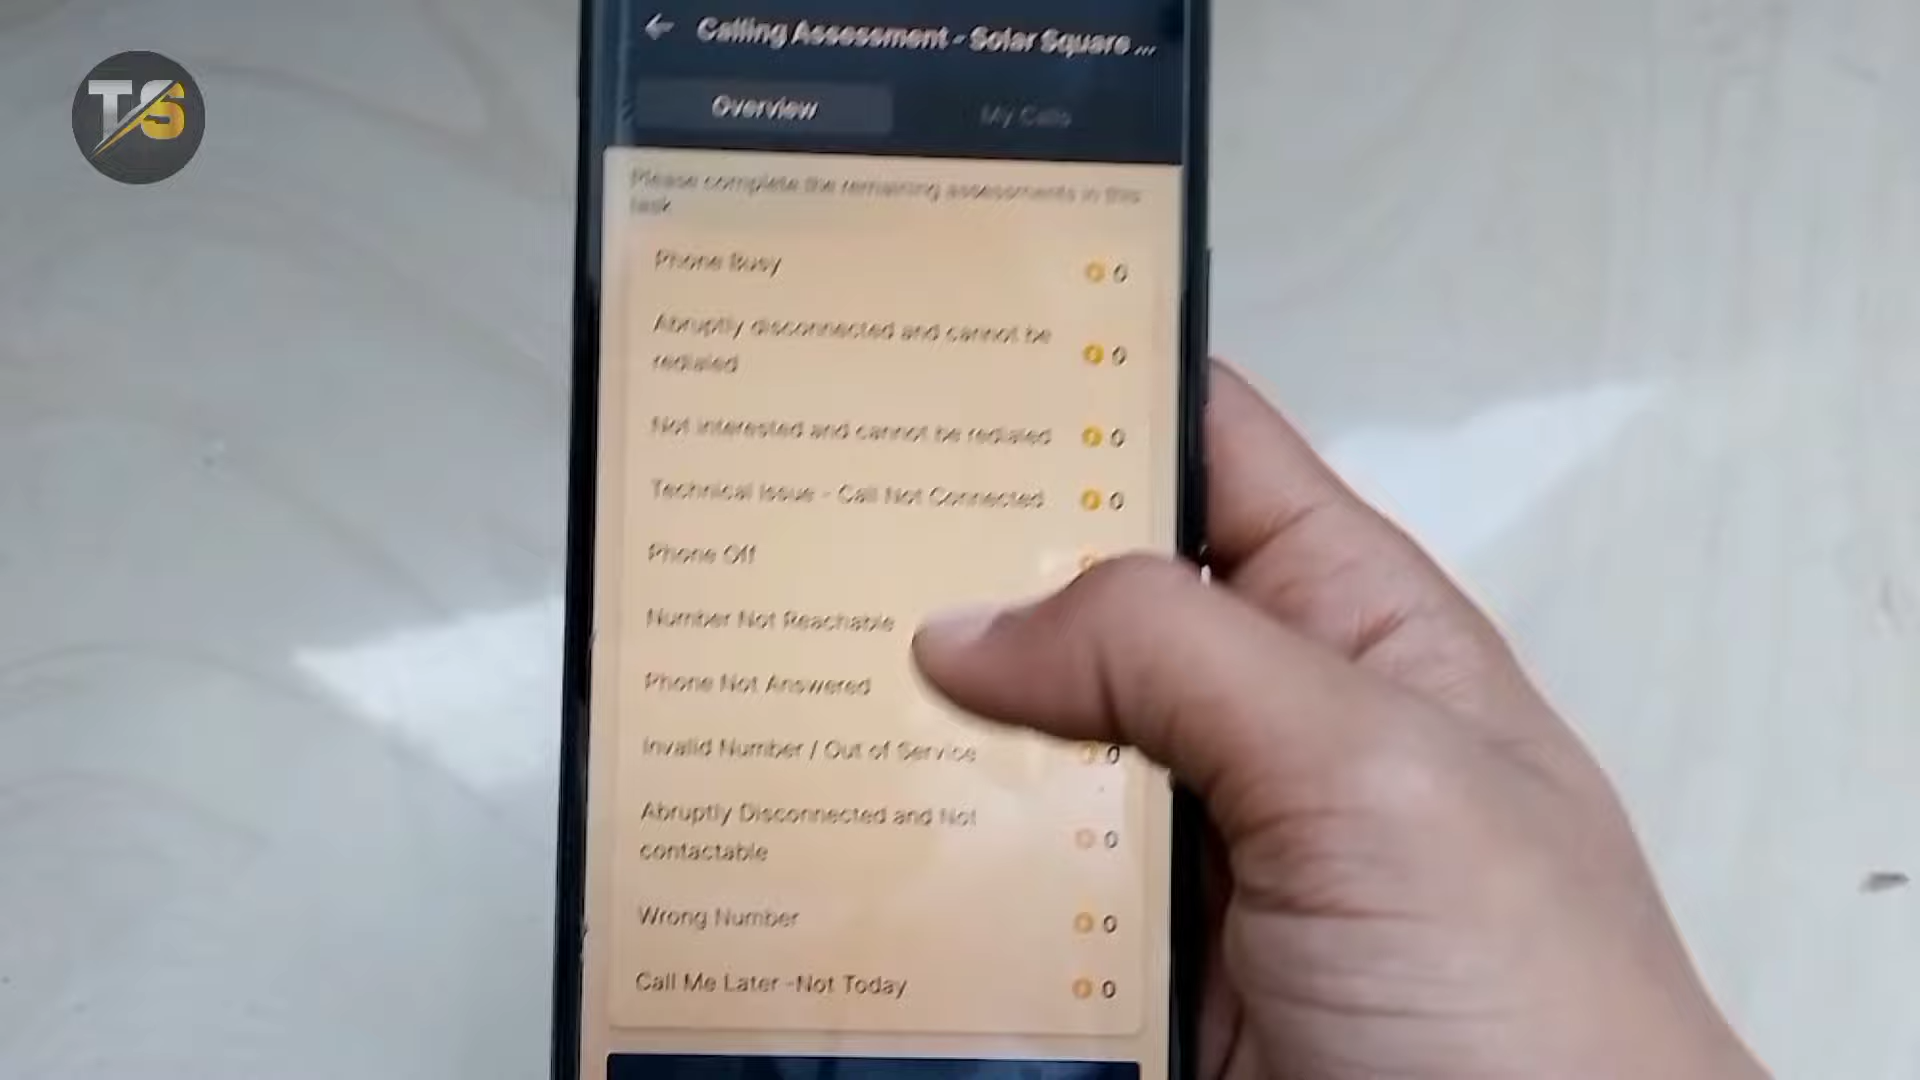 TS
Calling Assessment - Solar Square ...
Overview
My Calls
Please complete the remaining assessments in this
task
Phone Busy
0
Abruptly disconnected and cannot be
redialed
0
Not interested and cannot be redialed
0
Technical Issue - Call Not Connected
0
Phone Off
Number Not Reachable
Phone Not Answered
Invalid Number / Out of Service
0
Abruptly Disconnected and Not
contactable
0
Wrong Number
0
Call Me Later -Not Today
0